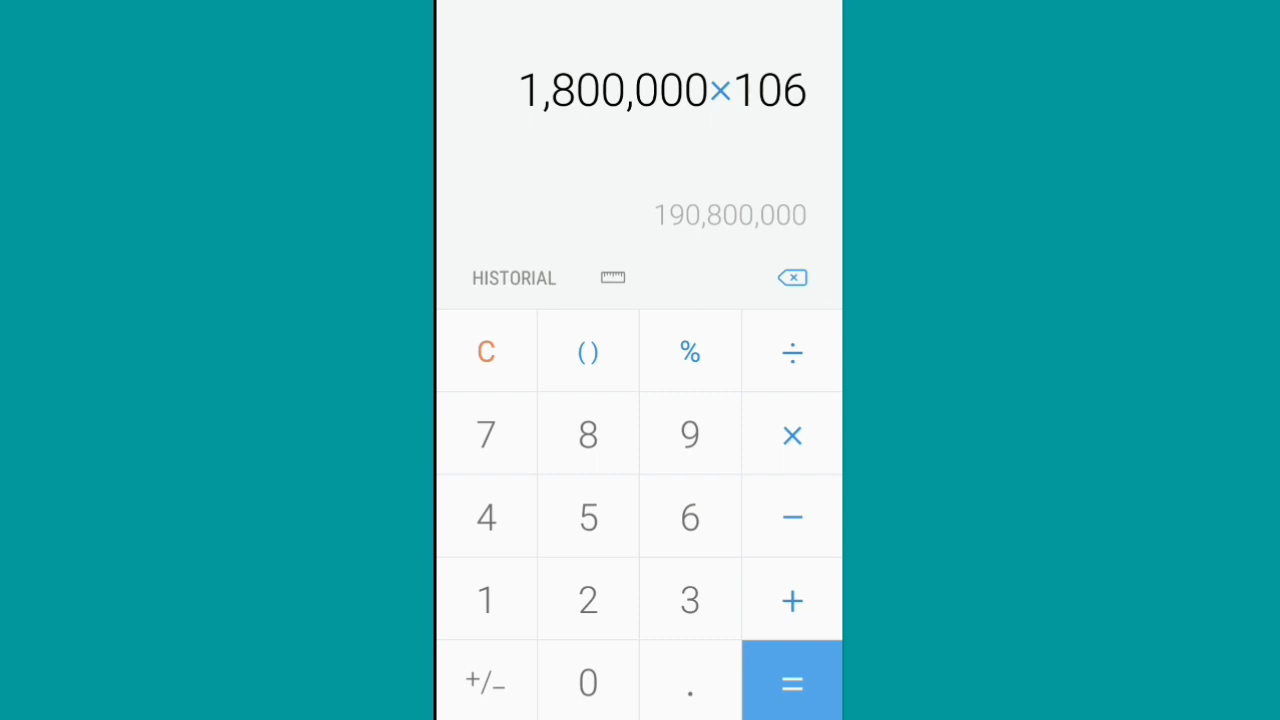 1,800,000×106
190,800,000
HISTORIAL
C ( ) % ÷
7 8 9 ×
4 5 6 −
1 2 3 +
+/− 0 . =